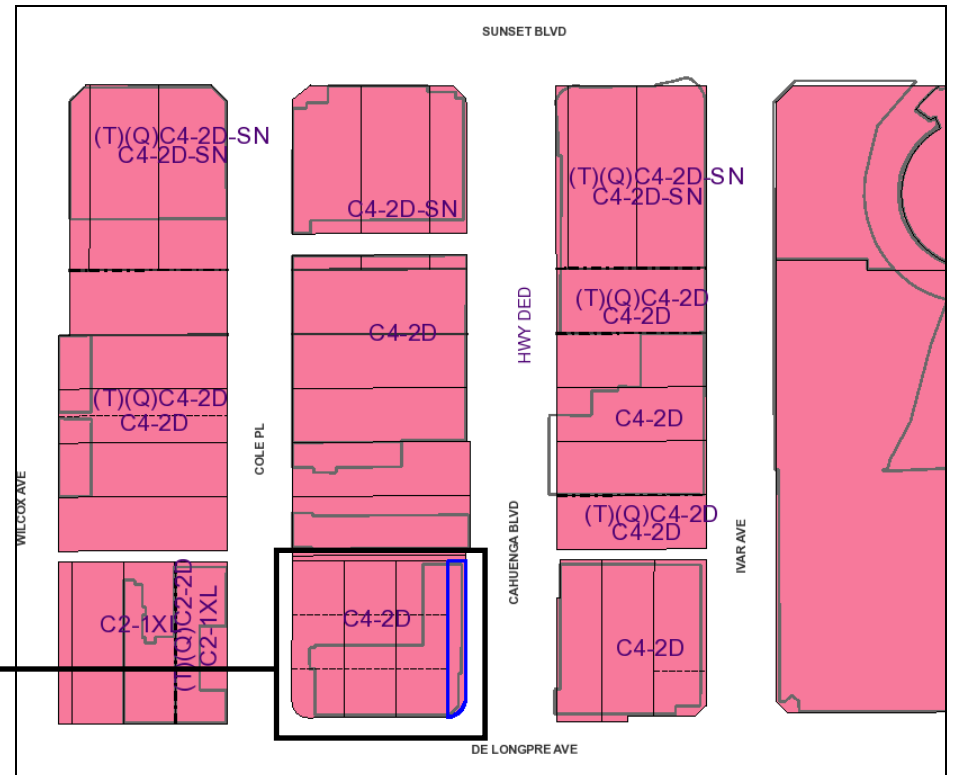 SUNSET BLVD
(T)(Q)C4-2D-SN
C4-2D-SN
C4-2D-SN
(T)(Q)C4-2D-SN
C4-2D-SN
HWY DED
(T)(Q)C4-2D
C4-2D
C4-2D
(T)(Q)C4-2D
C4-2D
C4-2D
COLE PL
WILCOX AVE
(T)(Q)C4-2D
C4-2D
CAHUENGA BLVD
IVAR AVE
C2-1XL
(T)(Q)C2-2D
C2-1XL
C4-2D
C4-2D
DE LONGPRE AVE